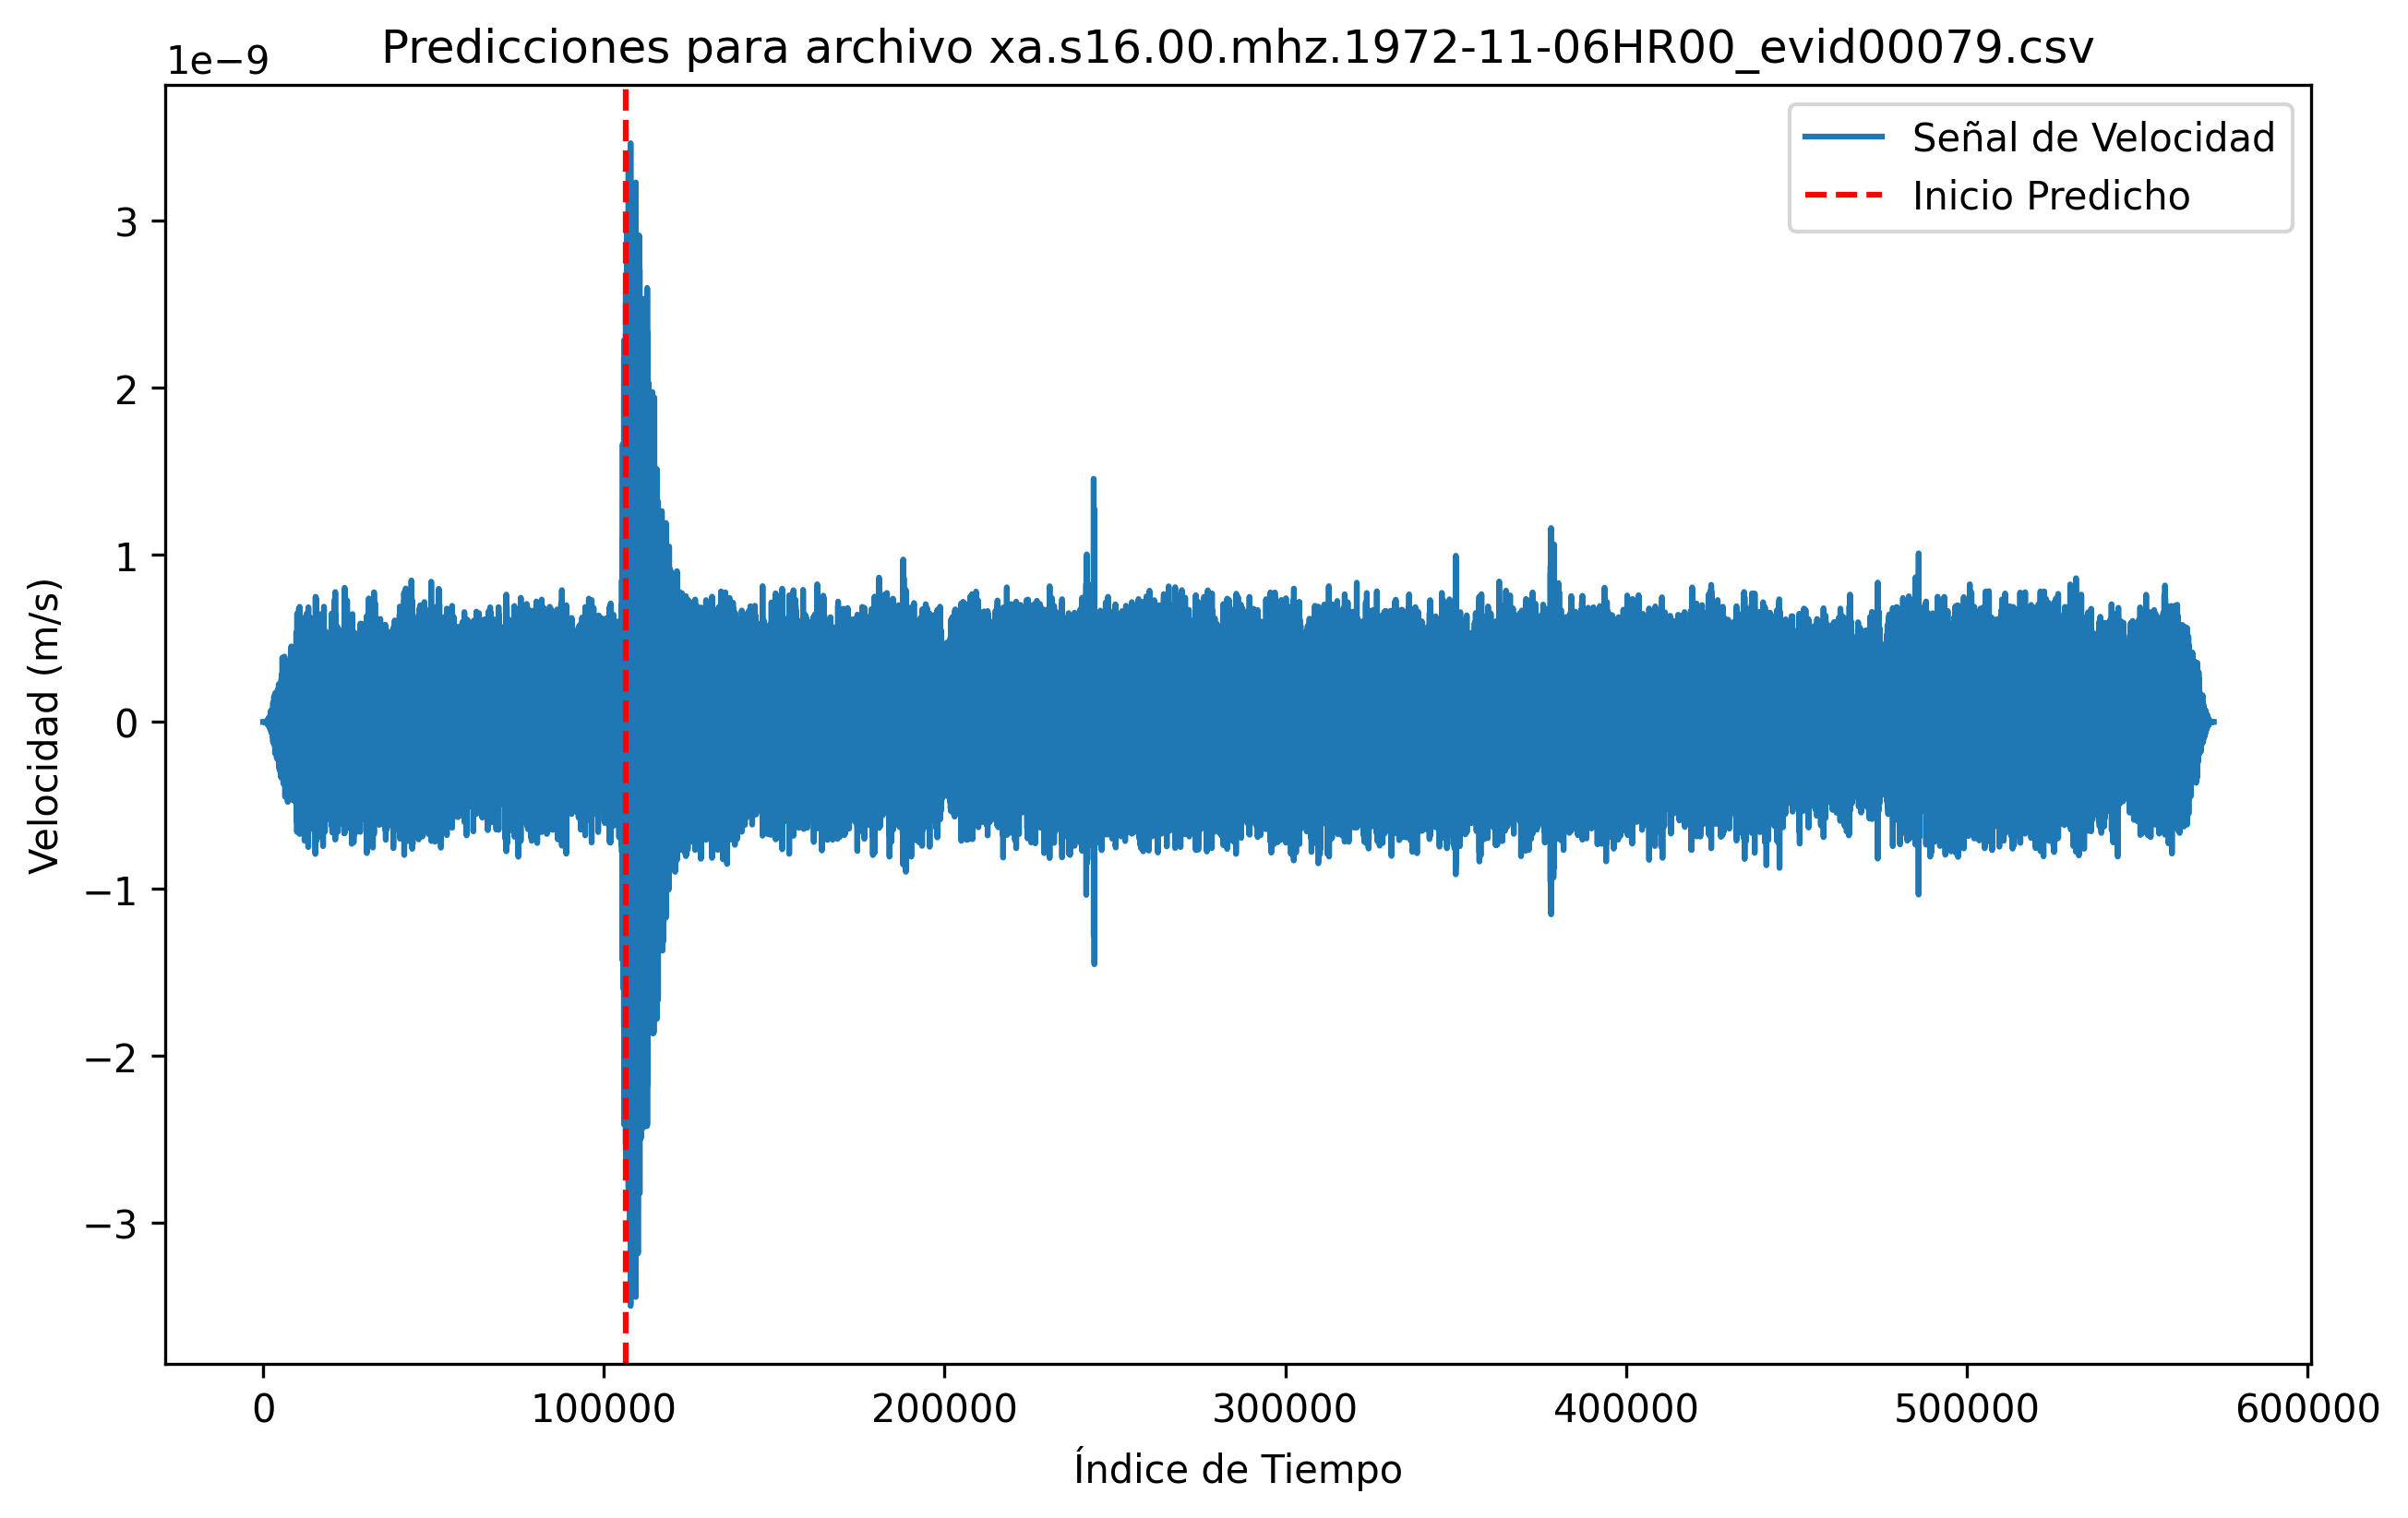 Predicciones para archivo xa.s16.00.mhz.1972-11-06HR00_evid00079.csv
1e−9
Señal de Velocidad
Inicio Predicho
3
2
1
0
−1
−2
−3
Velocidad (m/s)
0 100000 200000 300000 400000 500000 600000
Índice de Tiempo